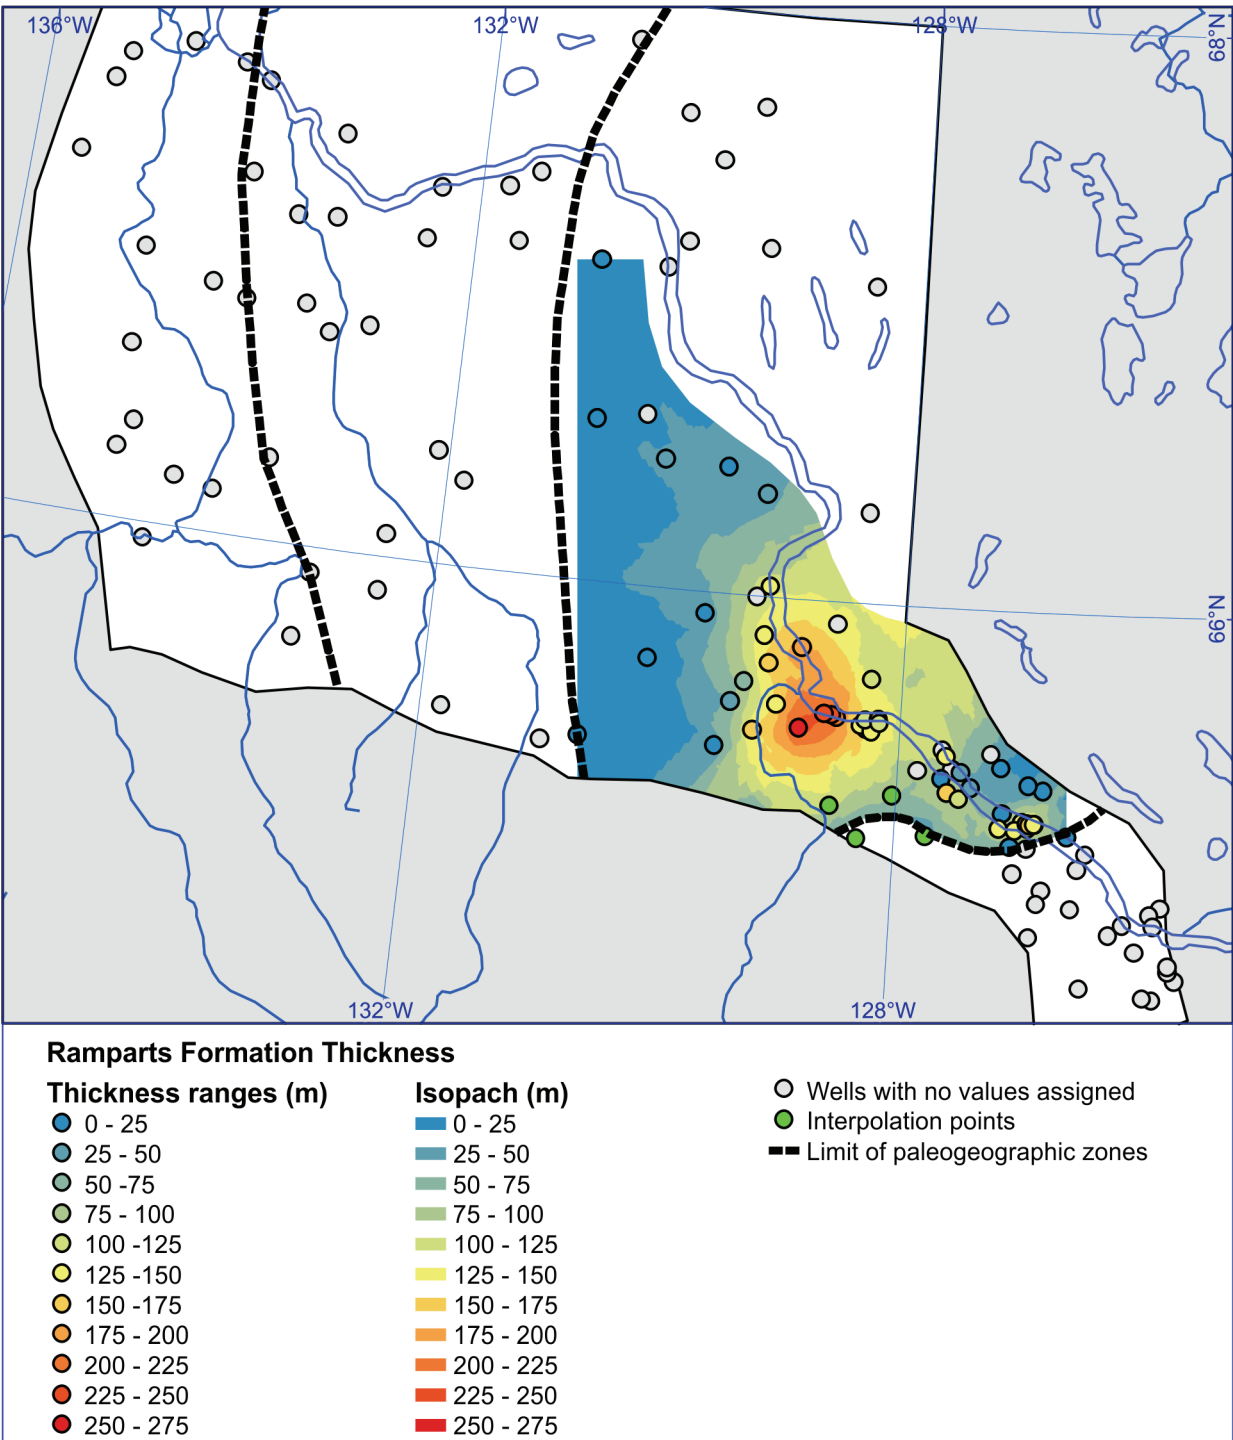 136°W
132°W
128°W
68°N
66°N
132°W
128°W
Ramparts Formation Thickness
Thickness ranges (m)
0 - 25
25 - 50
50 -75
75 - 100
100 -125
125 -150
150 -175
175 - 200
200 - 225
225 - 250
250 - 275
Isopach (m)
0 - 25
25 - 50
50 - 75
75 - 100
100 - 125
125 - 150
150 - 175
175 - 200
200 - 225
225 - 250
250 - 275
Wells with no values assigned
Interpolation points
Limit of paleogeographic zones